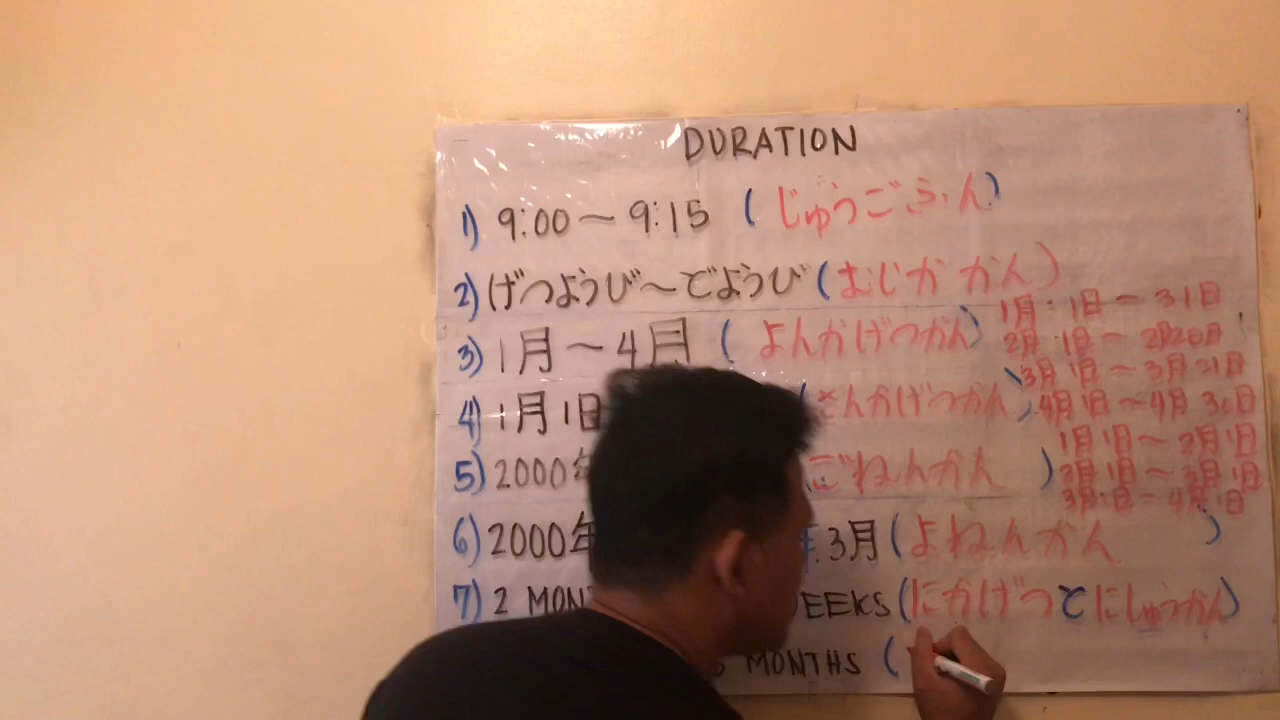 DURATION
1) 9:00～9:15 (じゅうごふん)
2) げつようび～どようび (むじかかん)
3) 1月～4月 (よんかげつかん)
1月1日～31日
2月1日～2月28日
3月1日～3月31日
4月1日～4月30日
4) 1月1日 (さんかげつかん)
1月1日～2月1日
2月1日～3月1日
3月1日～4月1日
5) 2000年 ごねんかん)
6) 2000年 年3月 (よねんかん)
7) 2 MONT EEKS (にかげつとにしゅうかん)
MONTHS (